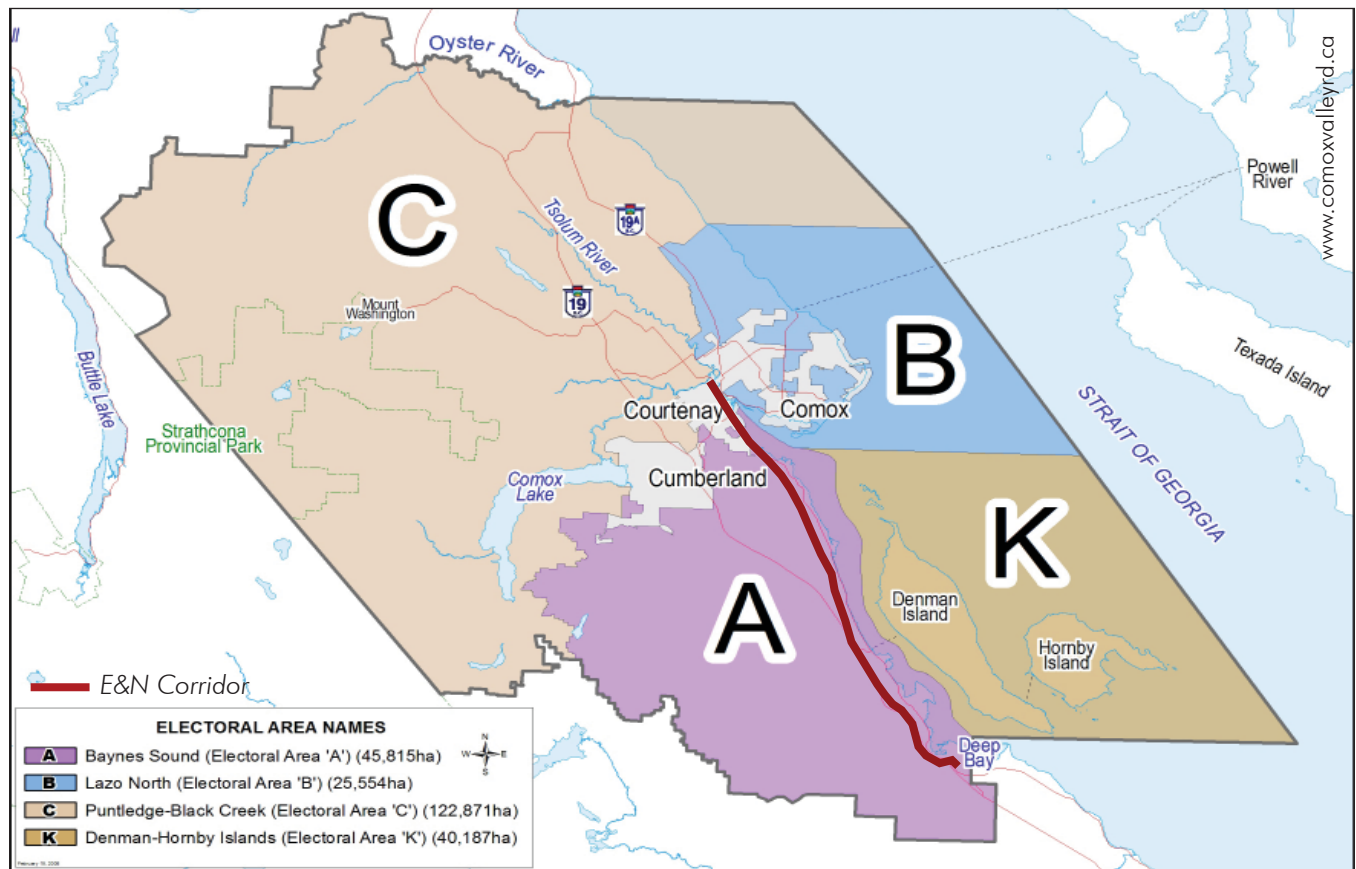 ll
Oyster River
www.comoxvalleyrd.ca
Powell
River
C
Tsolum River
19A
B.C.
19
B.C.
Mount
Washington
B
Texada Island
Buttle Lake
Strathcona
Provincial Park
Courtenay
Comox
STRAIT OF GEORGIA
Comox
Lake
Cumberland
K
A
Denman
Island
Hornby
Island
E&N Corridor
Deep
Bay
ELECTORAL AREA NAMES
N
W E
S
A Baynes Sound (Electoral Area 'A') (45,815ha)
B Lazo North (Electoral Area 'B') (25,554ha)
C Puntledge-Black Creek (Electoral Area 'C') (122,871ha)
K Denman-Hornby Islands (Electoral Area 'K') (40,187ha)